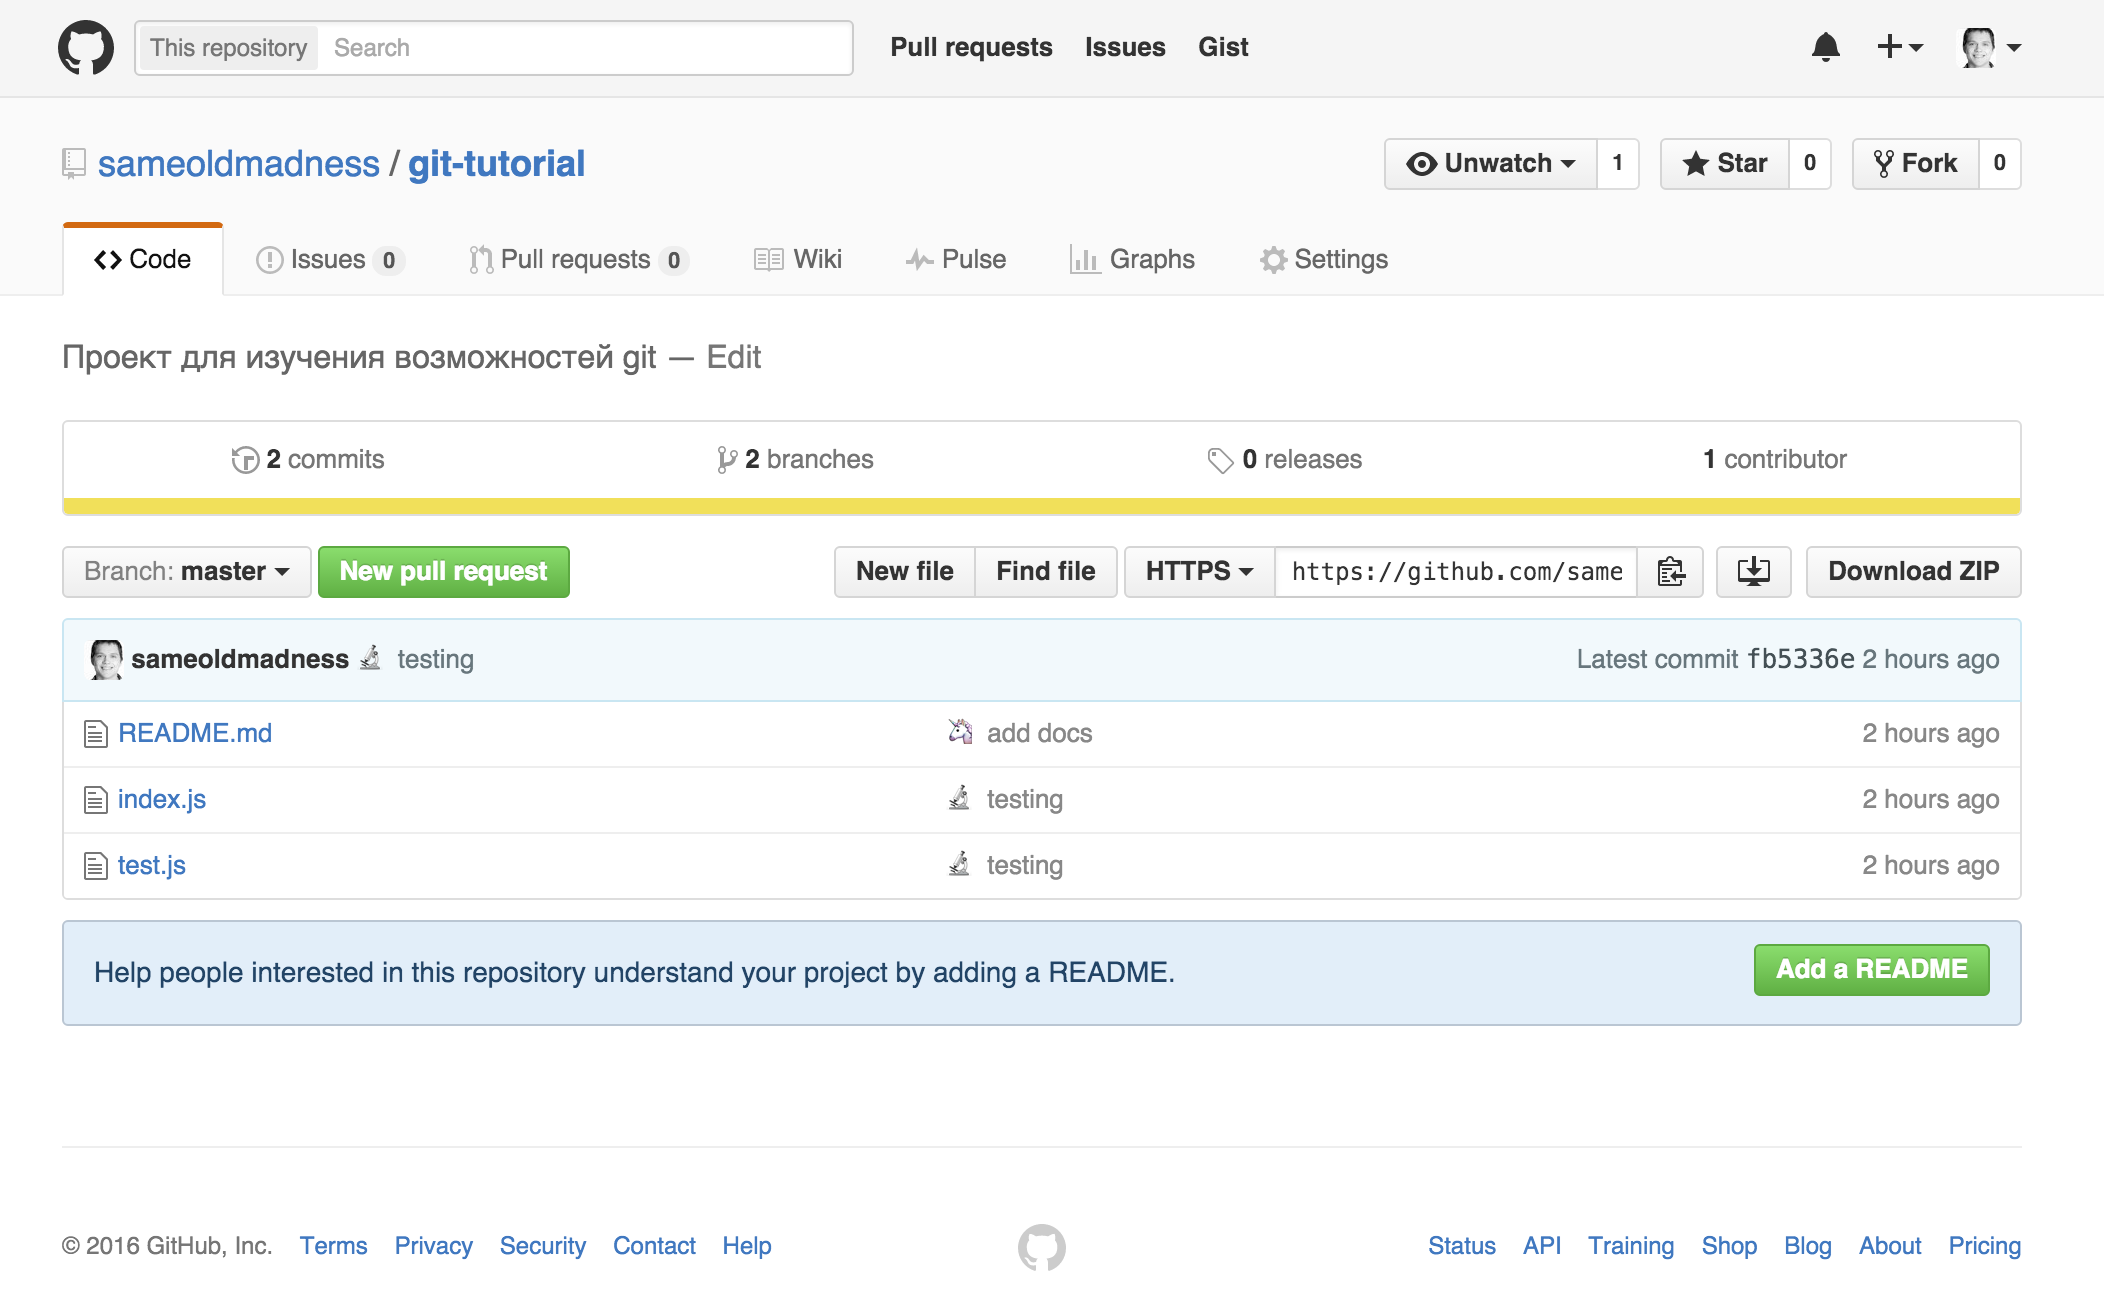 This repository Search Pull requests Issues Gist
sameoldmadness / git-tutorial Unwatch 1 Star 0 Fork 0
Code Issues 0 Pull requests 0 Wiki Pulse Graphs Settings
Проект для изучения возможностей git — Edit
2 commits 2 branches 0 releases 1 contributor
Branch: master New pull request New file Find file HTTPS https://github.com/same Download ZIP
sameoldmadness testing Latest commit fb5336e 2 hours ago
README.md add docs 2 hours ago
index.js testing 2 hours ago
test.js testing 2 hours ago
Help people interested in this repository understand your project by adding a README. Add a README
© 2016 GitHub, Inc. Terms Privacy Security Contact Help Status API Training Shop Blog About Pricing